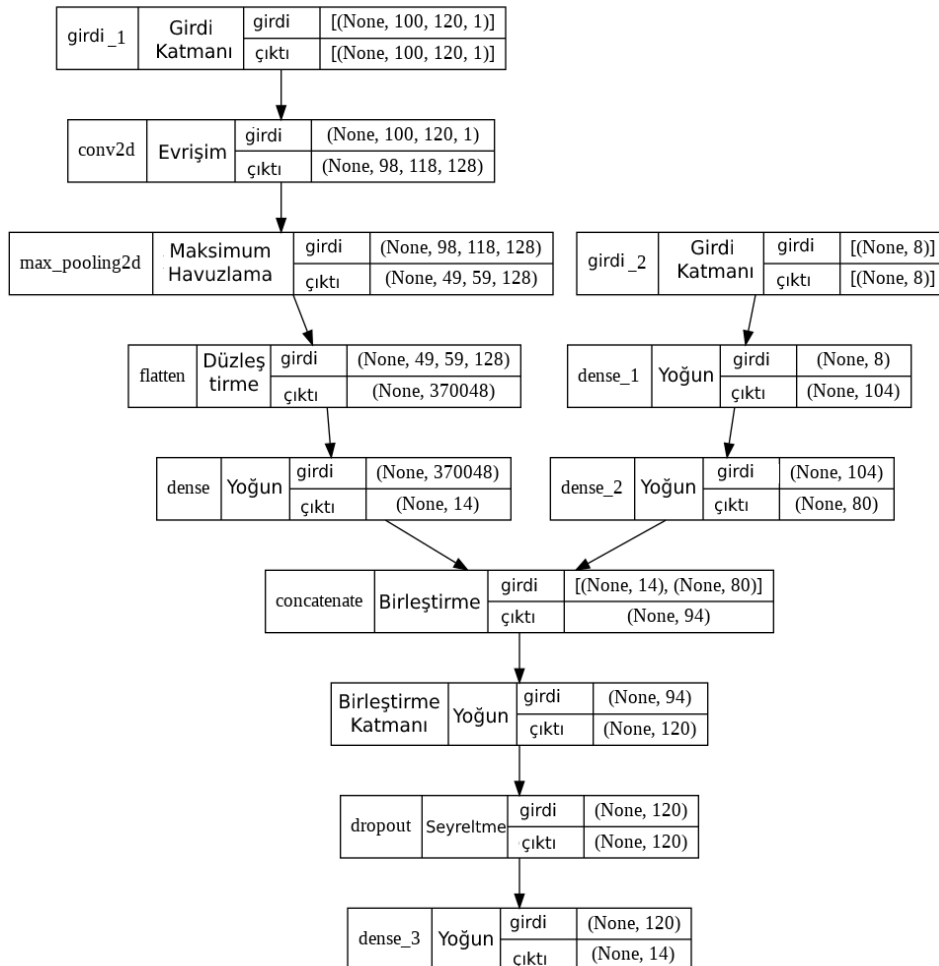 girdi_1
Girdi
Katmanı
girdi
[(None, 100, 120, 1)]
çıktı
[(None, 100, 120, 1)]
conv2d
Evrişim
girdi
(None, 100, 120, 1)
çıktı
(None, 98, 118, 128)
max_pooling2d
Maksimum
Havuzlama
girdi
(None, 98, 118, 128)
çıktı
(None, 49, 59, 128)
girdi_2
Girdi
Katmanı
girdi
[(None, 8)]
çıktı
[(None, 8)]
flatten
Düzleş
tirme
girdi
(None, 49, 59, 128)
çıktı
(None, 370048)
dense_1
Yoğun
girdi
(None, 8)
çıktı
(None, 104)
dense
Yoğun
girdi
(None, 370048)
çıktı
(None, 14)
dense_2
Yoğun
girdi
(None, 104)
çıktı
(None, 80)
concatenate
Birleştirme
girdi
[(None, 14), (None, 80)]
çıktı
(None, 94)
Birleştirme
Katmanı
Yoğun
girdi
(None, 94)
çıktı
(None, 120)
dropout
Seyreltme
girdi
(None, 120)
çıktı
(None, 120)
dense_3
Yoğun
girdi
(None, 120)
çıktı
(None, 14)